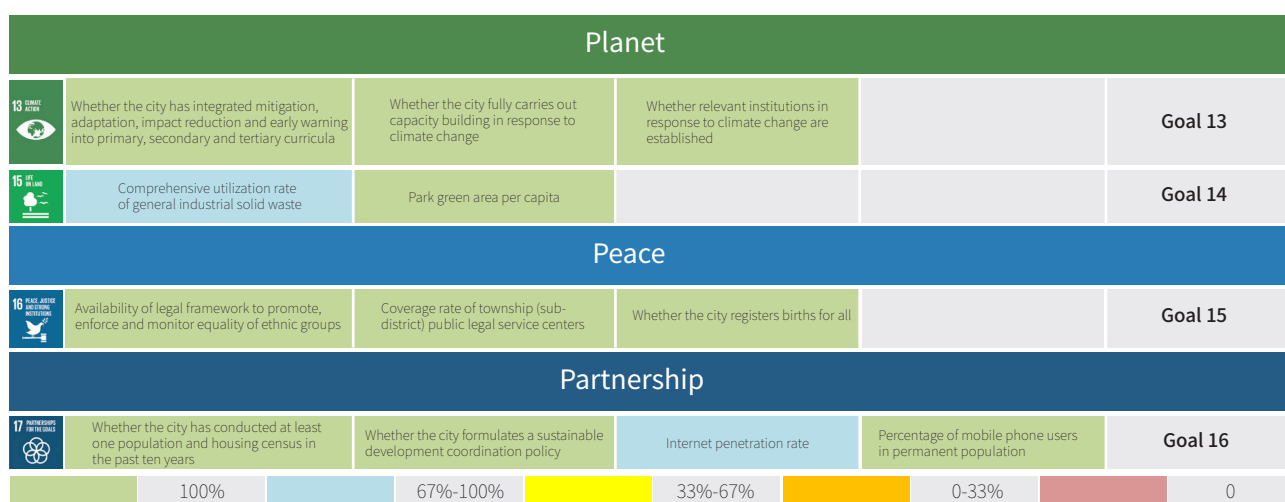 Planet
13 CLIMATE
ACTION
Whether the city has integrated mitigation,
adaptation, impact reduction and early warning
into primary, secondary and tertiary curricula
Whether the city fully carries out
capacity building in response to
climate change
Whether relevant institutions in
response to climate change are
established
Goal 13
15 LIFE
ON LAND
Comprehensive utilization rate
of general industrial solid waste
Park green area per capita
Goal 14
Peace
16 PEACE, JUSTICE
AND STRONG
INSTITUTIONS
Availability of legal framework to promote,
enforce and monitor equality of ethnic groups
Coverage rate of township (sub-
district) public legal service centers
Whether the city registers births for all
Goal 15
Partnership
17 PARTNERSHIPS
FOR THE GOALS
Whether the city has conducted at least
one population and housing census in
the past ten years
Whether the city formulates a sustainable
development coordination policy
Internet penetration rate
Percentage of mobile phone users
in permanent population
Goal 16
100%
67%-100%
33%-67%
0-33%
0